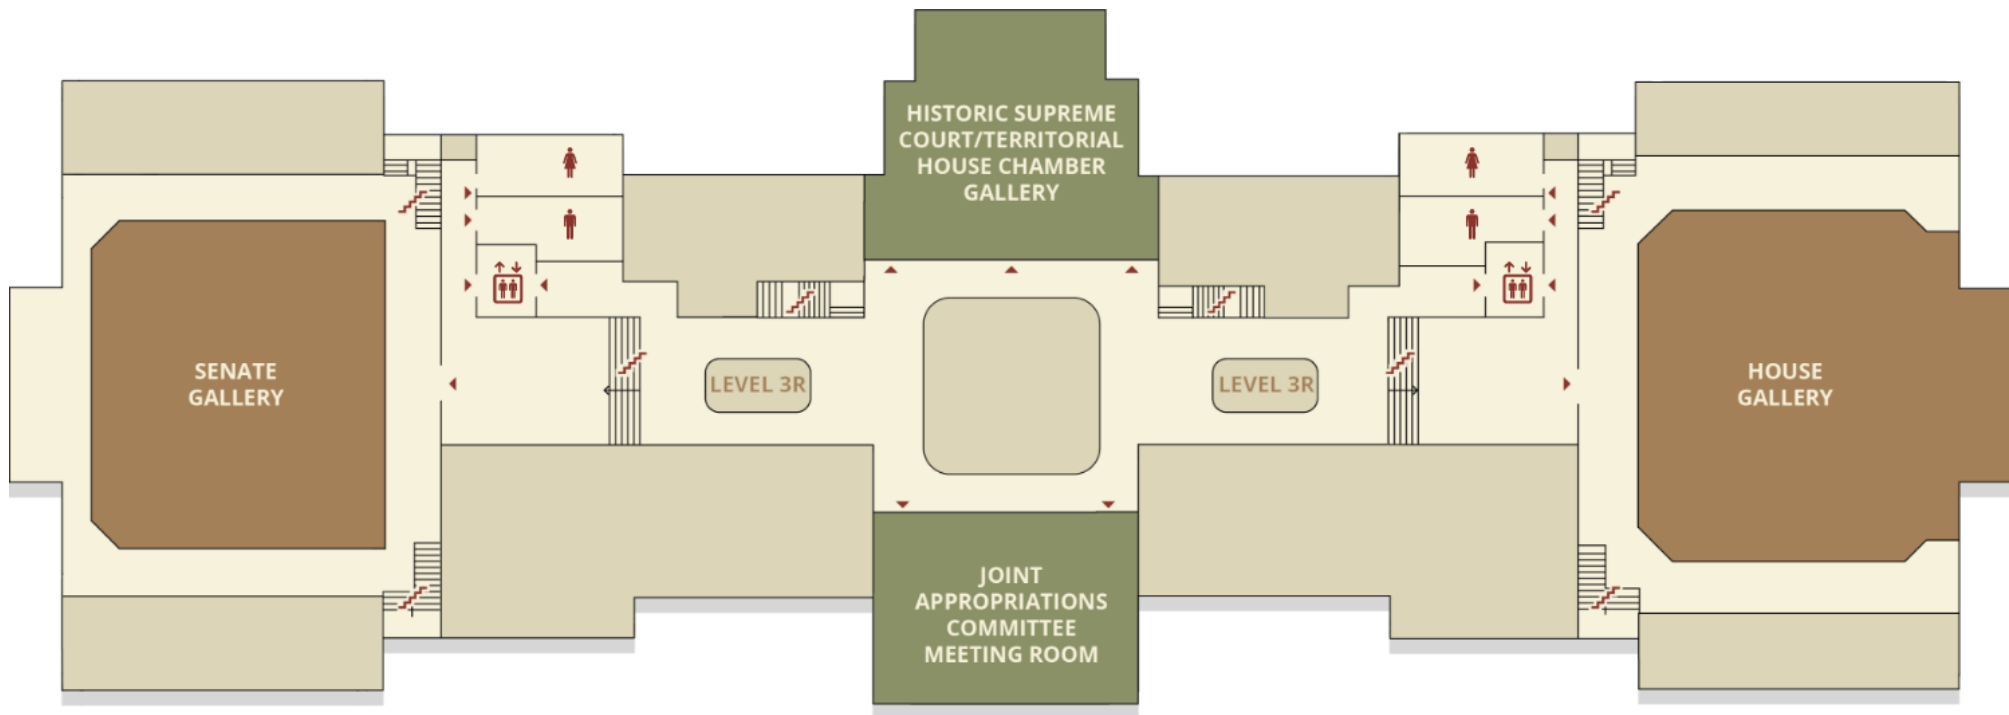 HISTORIC SUPREME
COURT/TERRITORIAL
HOUSE CHAMBER
GALLERY
SENATE
GALLERY
LEVEL 3R
LEVEL 3R
HOUSE
GALLERY
JOINT
APPROPRIATIONS
COMMITTEE
MEETING ROOM